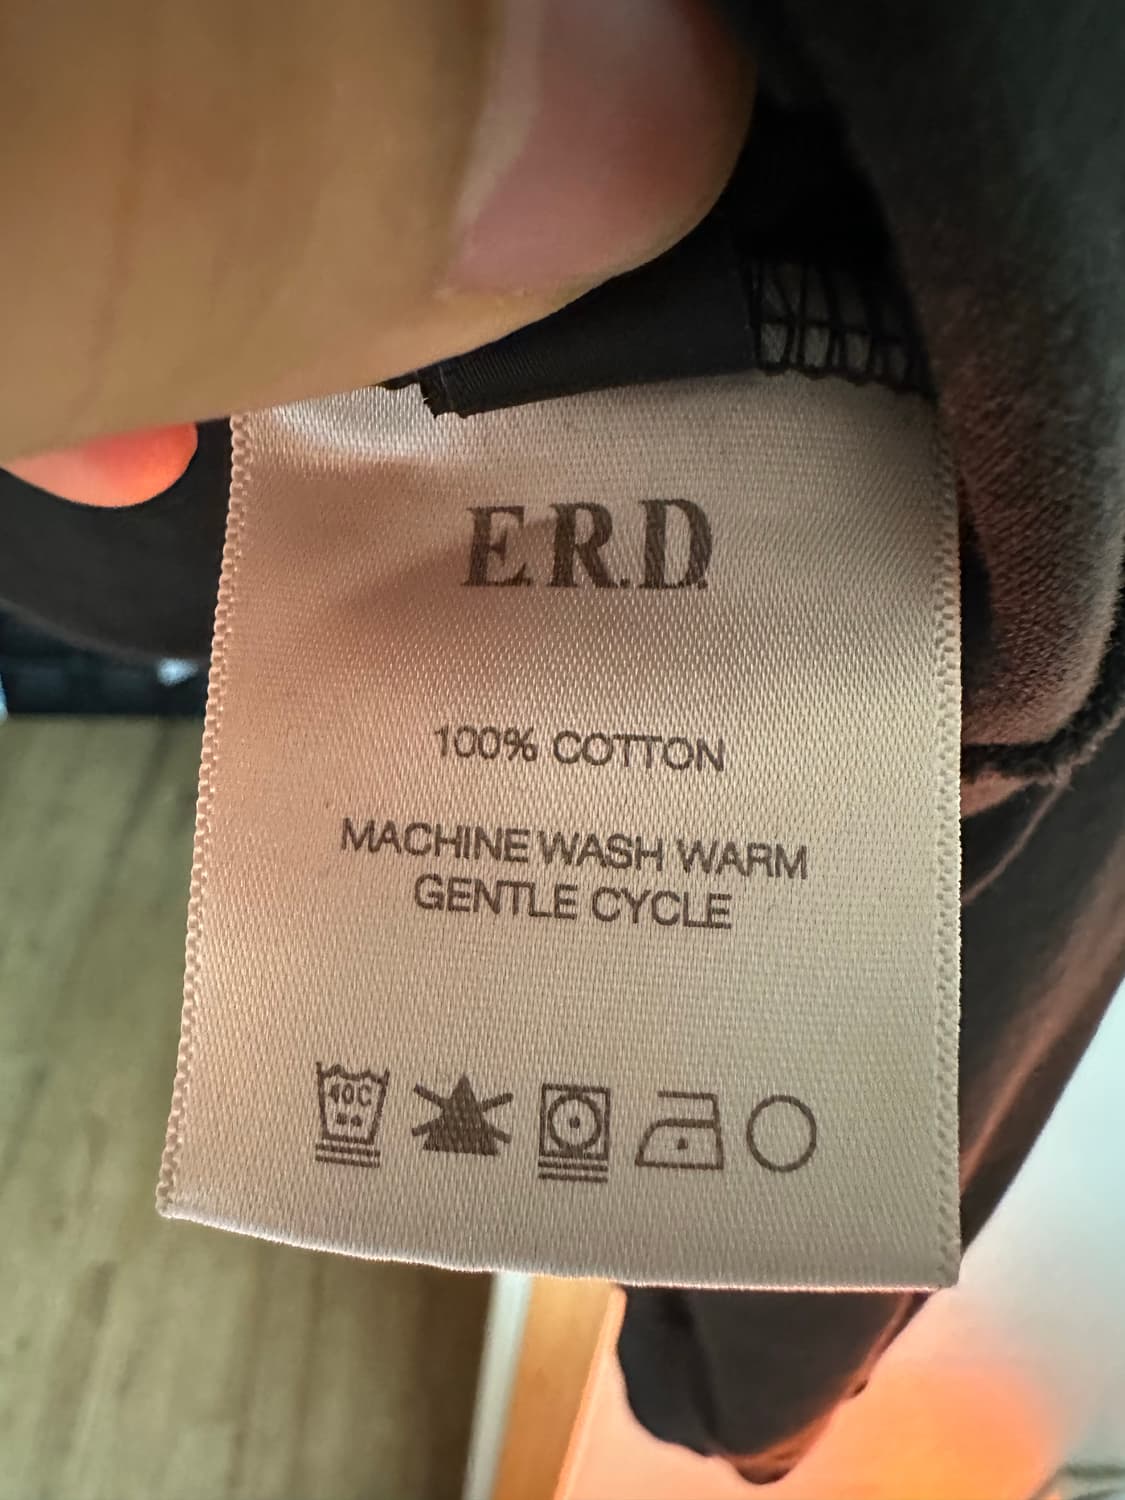 E.R.D.
100% COTTON
MACHINE WASH WARM
GENTLE CYCLE
40C